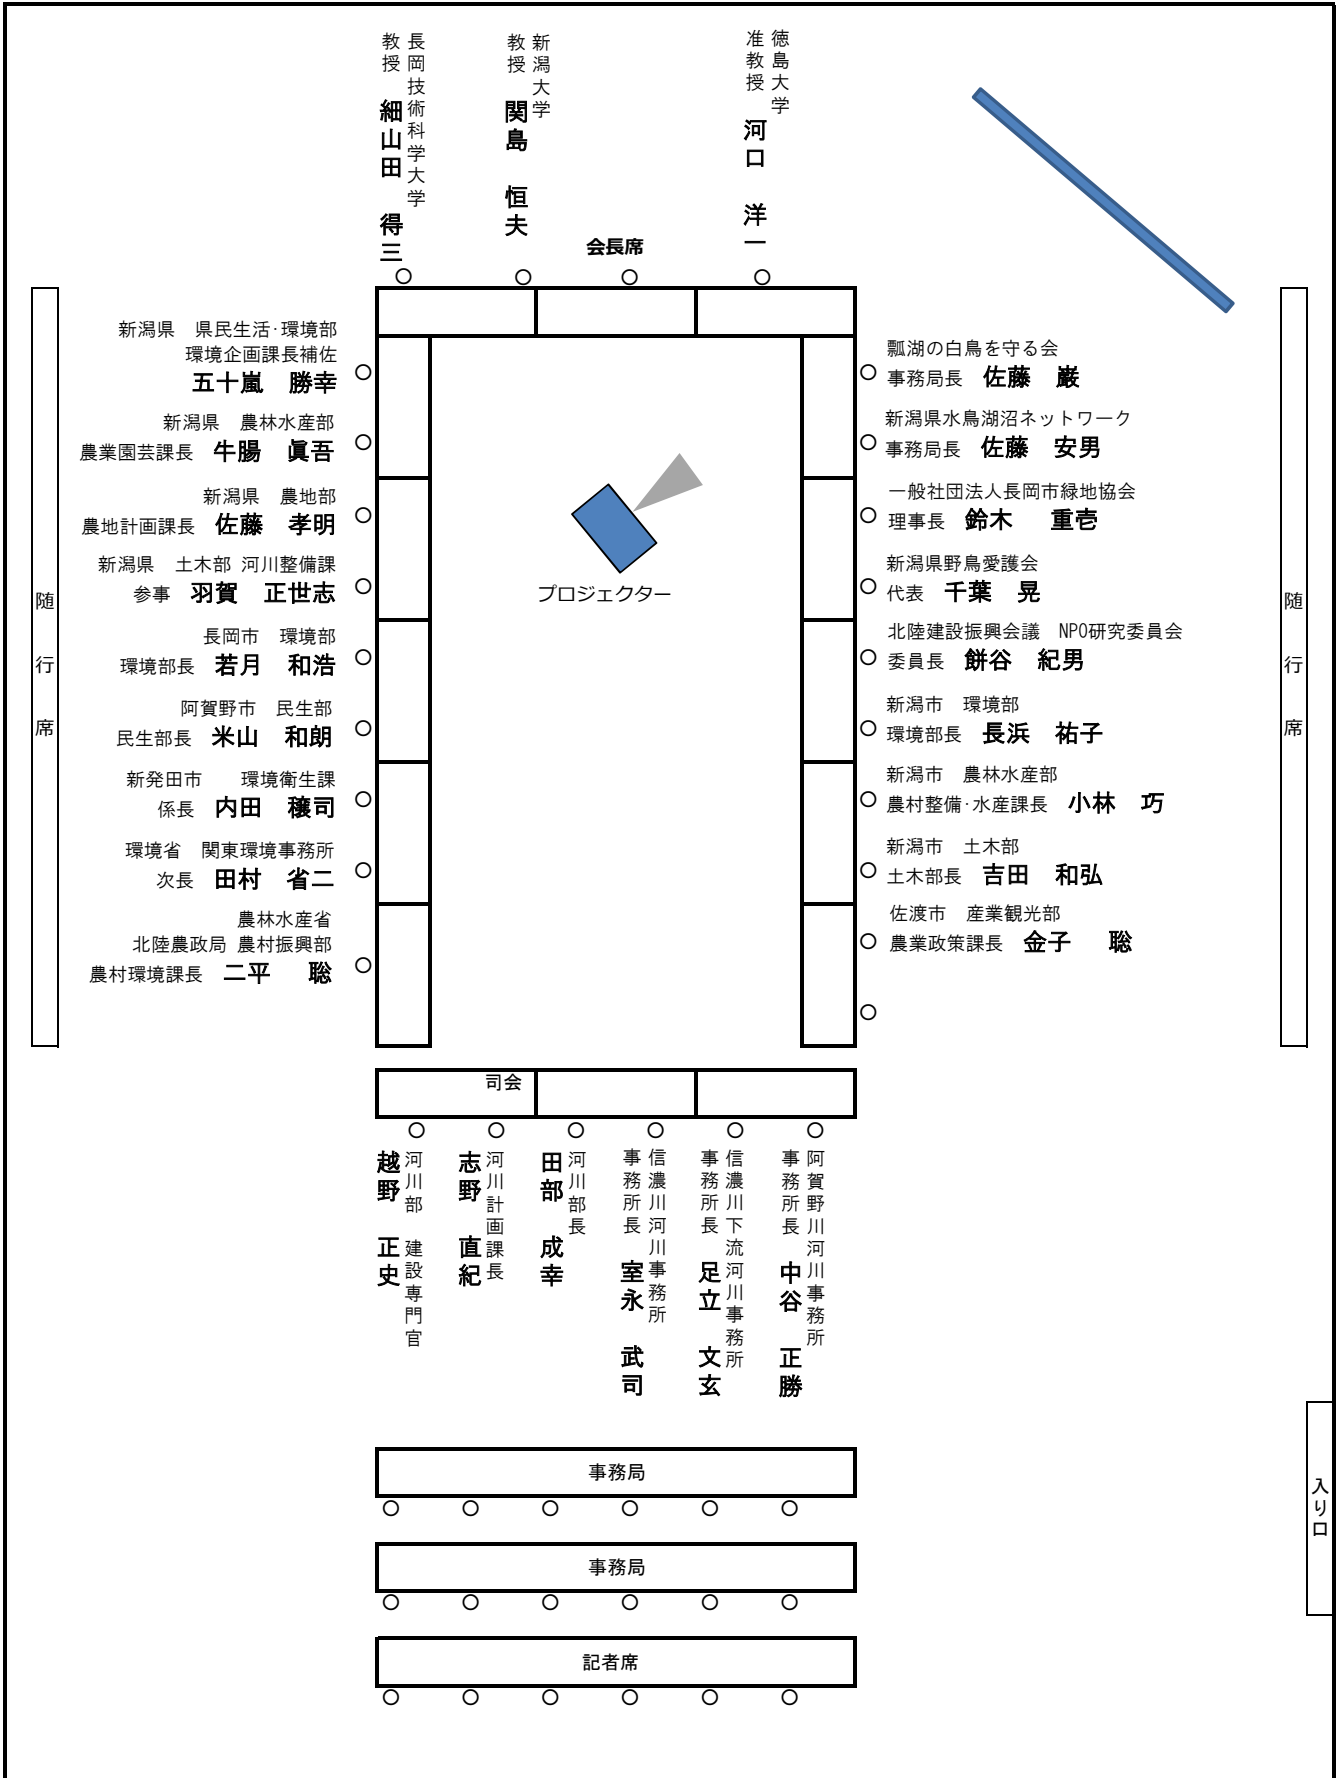 長岡技術科学大学
教授　細山田　得三
新潟大学
教授　関島　恒夫
会長席
徳島大学
准教授　河口　洋一
新潟県　県民生活･環境部
環境企画課長補佐
五十嵐　勝幸
新潟県　農林水産部
農業園芸課長　牛腸　眞吾
新潟県　農地部
農地計画課長　佐藤　孝明
新潟県　土木部 河川整備課
参事　羽賀　正世志
長岡市　環境部
環境部長　若月　和浩
阿賀野市　民生部
民生部長　米山　和朗
新発田市　　環境衛生課
係長　内田　穣司
環境省　関東環境事務所
次長　田村　省二
農林水産省
北陸農政局 農村振興部
農村環境課長　二平　聡
随行席
プロジェクター
瓢湖の白鳥を守る会
事務局長　佐藤　巌
新潟県水鳥湖沼ネットワーク
事務局長　佐藤　安男
一般社団法人長岡市緑地協会
理事長　鈴木　重壱
新潟県野鳥愛護会
代表　千葉　晃
北陸建設振興会議　NPO研究委員会
委員長　餅谷　紀男
新潟市　環境部
環境部長　長浜　祐子
新潟市　農林水産部
農村整備･水産課長　小林　巧
新潟市　土木部
土木部長　吉田　和弘
佐渡市　産業観光部
農業政策課長　金子　聡
随行席
司会
河川部　建設専門官
越野　正史
河川計画課長
志野　直紀
河川部長
田部　成幸
信濃川河川事務所
事務所長　室永　武司
信濃川下流河川事務所
事務所長　足立　文玄
阿賀野川河川事務所
事務所長　中谷　正勝
事務局
事務局
記者席
入り口